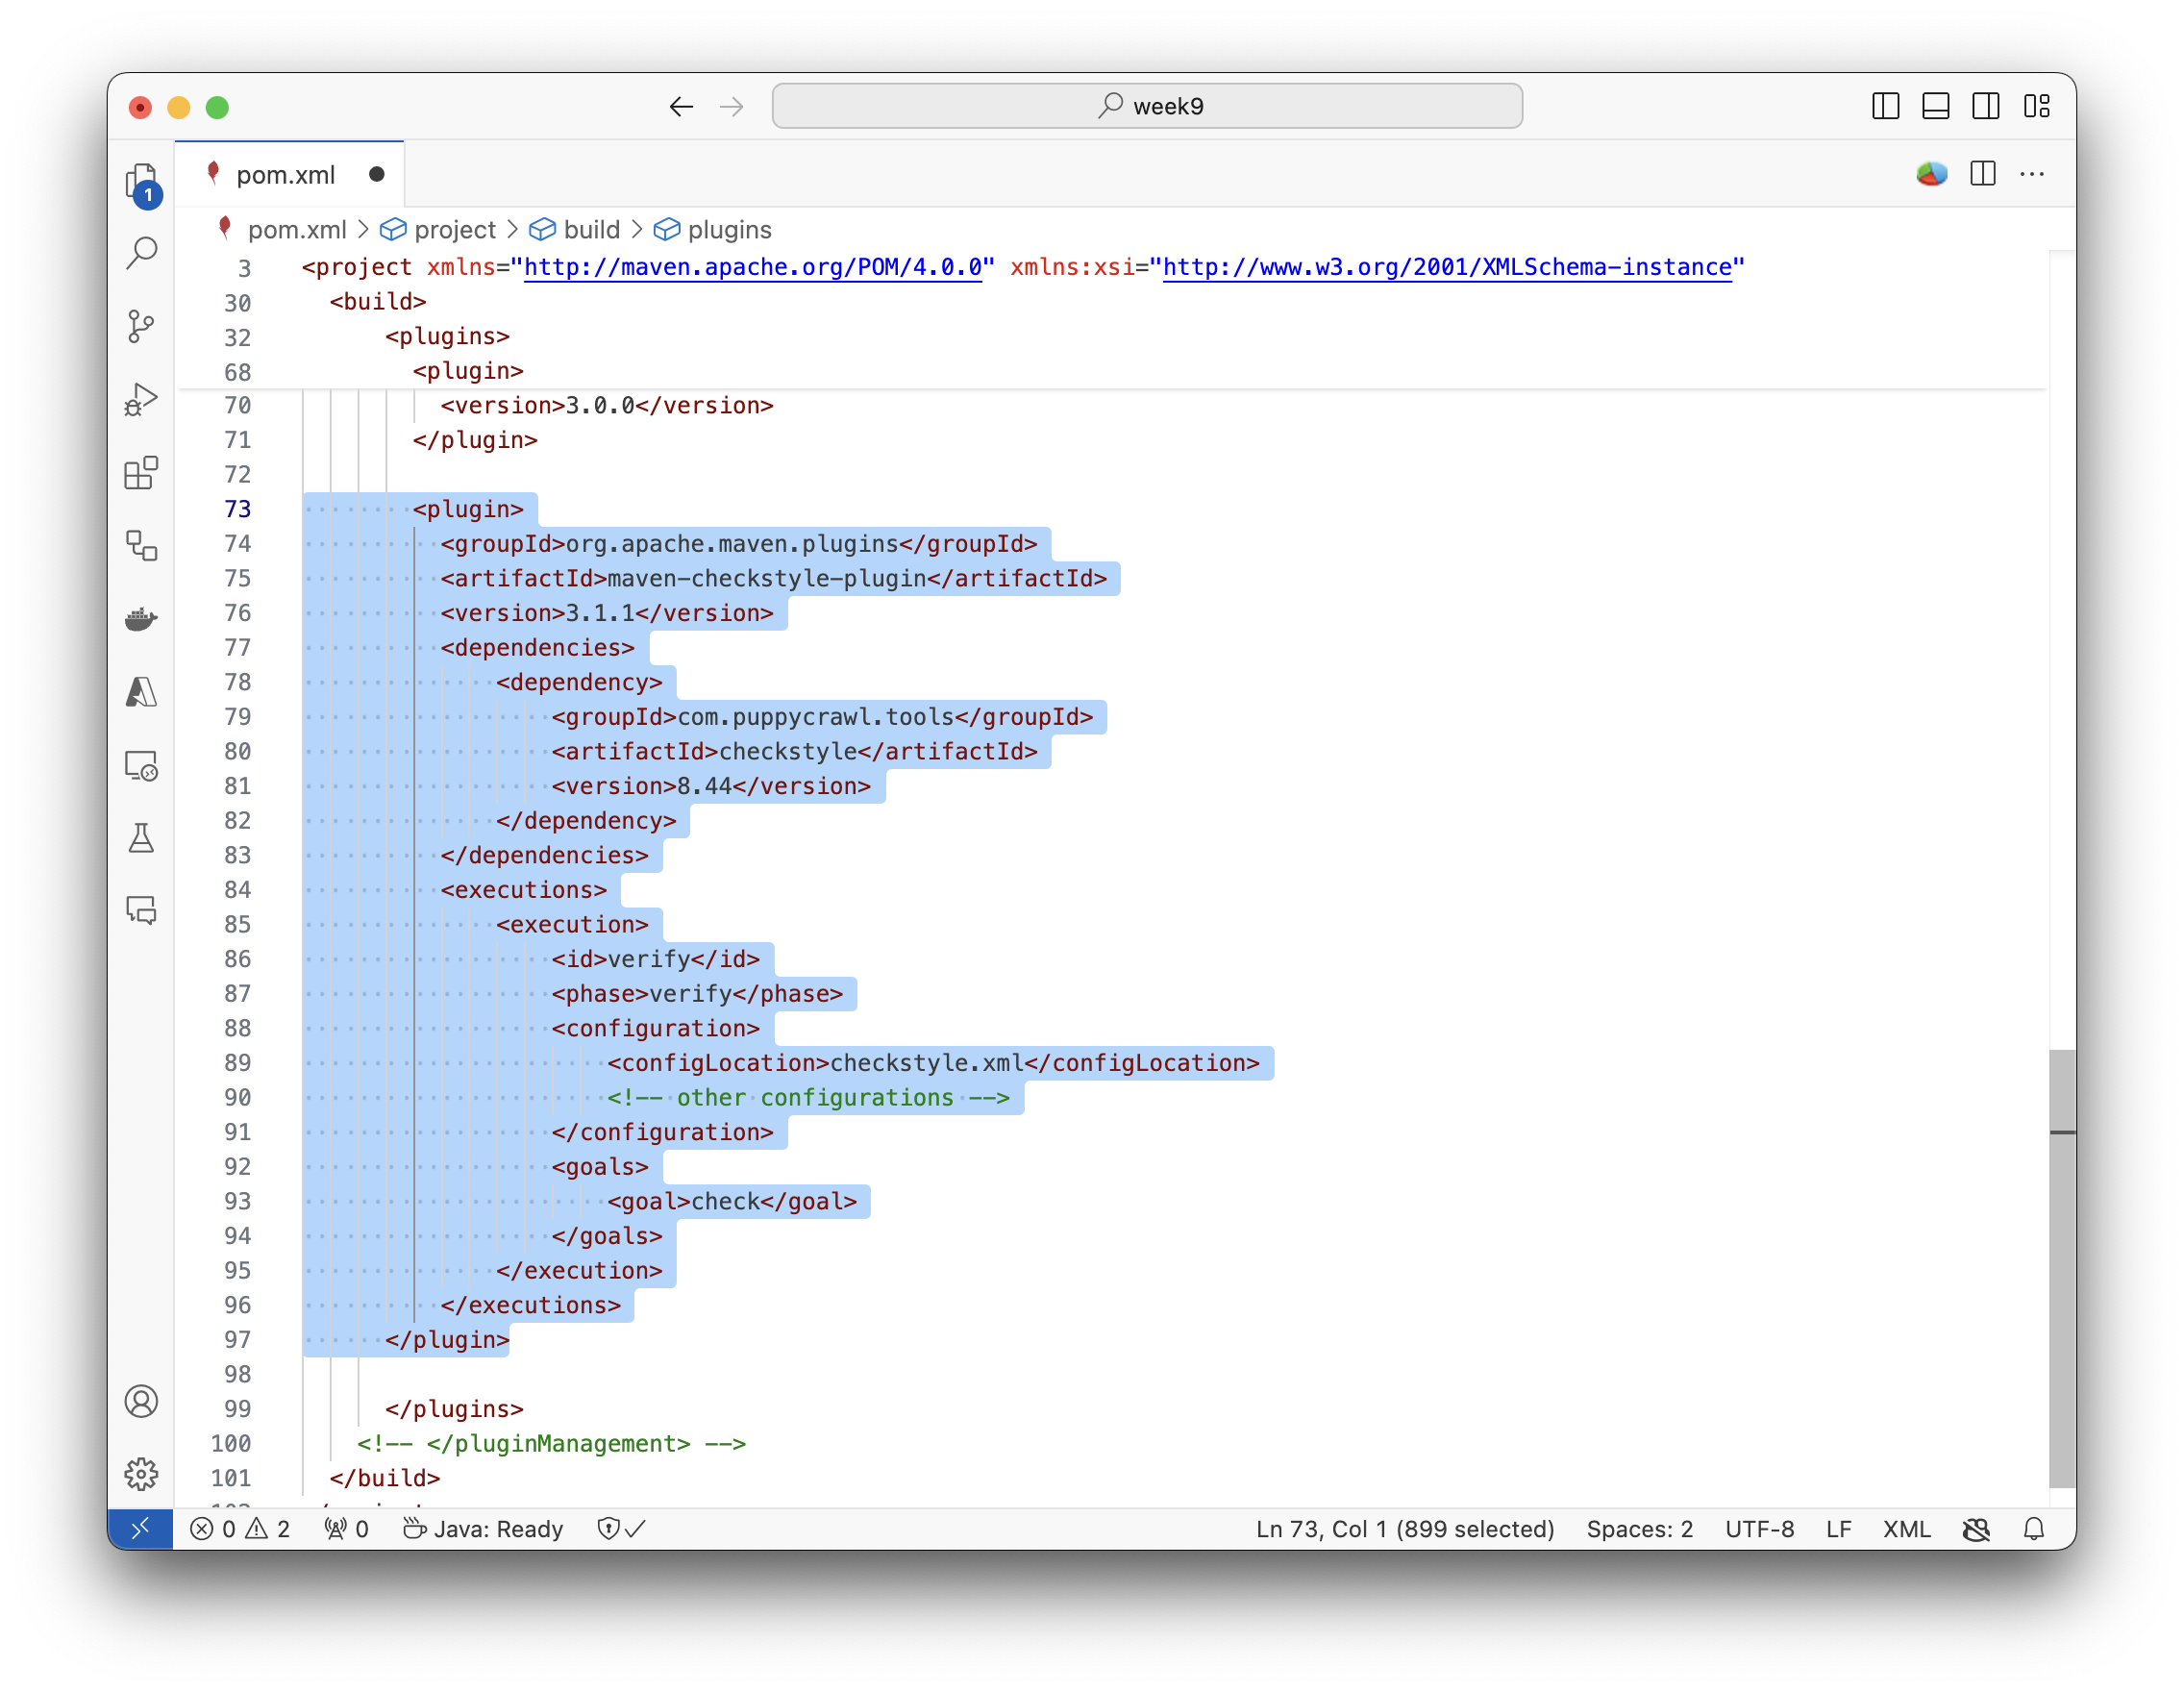 week9
pom.xml
1
pom.xml > project > build > plugins
3 <project xmlns="http://maven.apache.org/POM/4.0.0" xmlns:xsi="http://www.w3.org/2001/XMLSchema-instance"
30 <build>
32 <plugins>
68 <plugin>
70 <version>3.0.0</version>
71 </plugin>
72
73 <plugin>
74 <groupId>org.apache.maven.plugins</groupId>
75 <artifactId>maven-checkstyle-plugin</artifactId>
76 <version>3.1.1</version>
77 <dependencies>
78 <dependency>
79 <groupId>com.puppycrawl.tools</groupId>
80 <artifactId>checkstyle</artifactId>
81 <version>8.44</version>
82 </dependency>
83 </dependencies>
84 <executions>
85 <execution>
86 <id>verify</id>
87 <phase>verify</phase>
88 <configuration>
89 <configLocation>checkstyle.xml</configLocation>
90 <!-- other configurations -->
91 </configuration>
92 <goals>
93 <goal>check</goal>
94 </goals>
95 </execution>
96 </executions>
97 </plugin>
98
99 </plugins>
100 <!-- </pluginManagement> -->
101 </build>
0 2 0 Java: Ready Ln 73, Col 1 (899 selected) Spaces: 2 UTF-8 LF XML